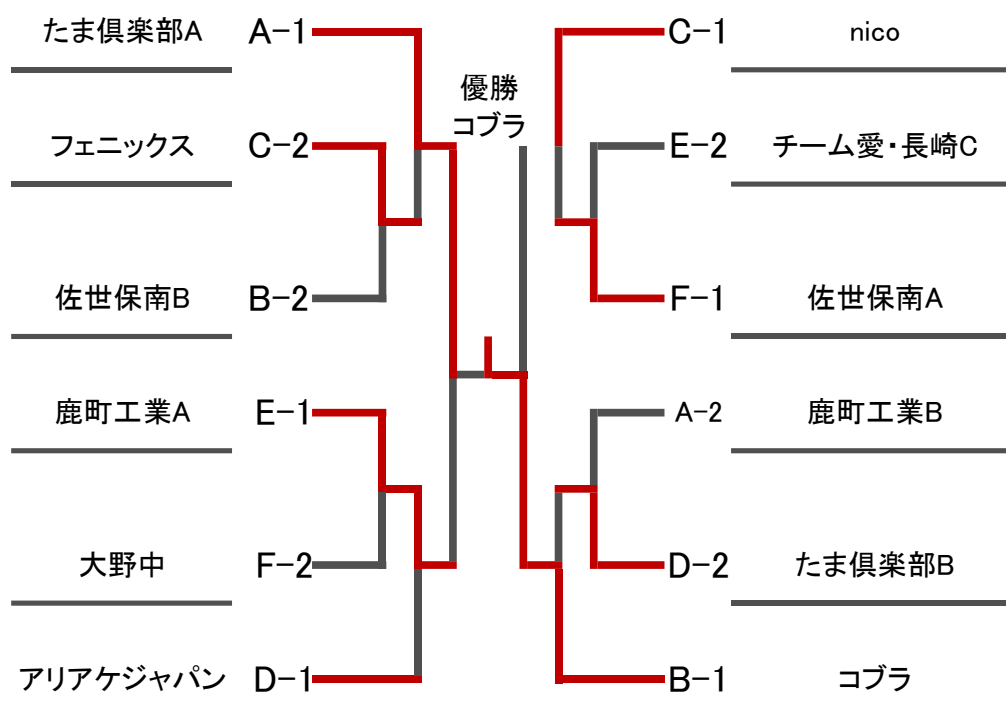 たま倶楽部A A-1 C-1 nico
優勝
コブラ
フェニックス C-2 E-2 チーム愛・長崎C
佐世保南B B-2 F-1 佐世保南A
鹿町工業A E-1 A-2 鹿町工業B
大野中 F-2 D-2 たま倶楽部B
アリアケジャパン D-1 B-1 コブラ